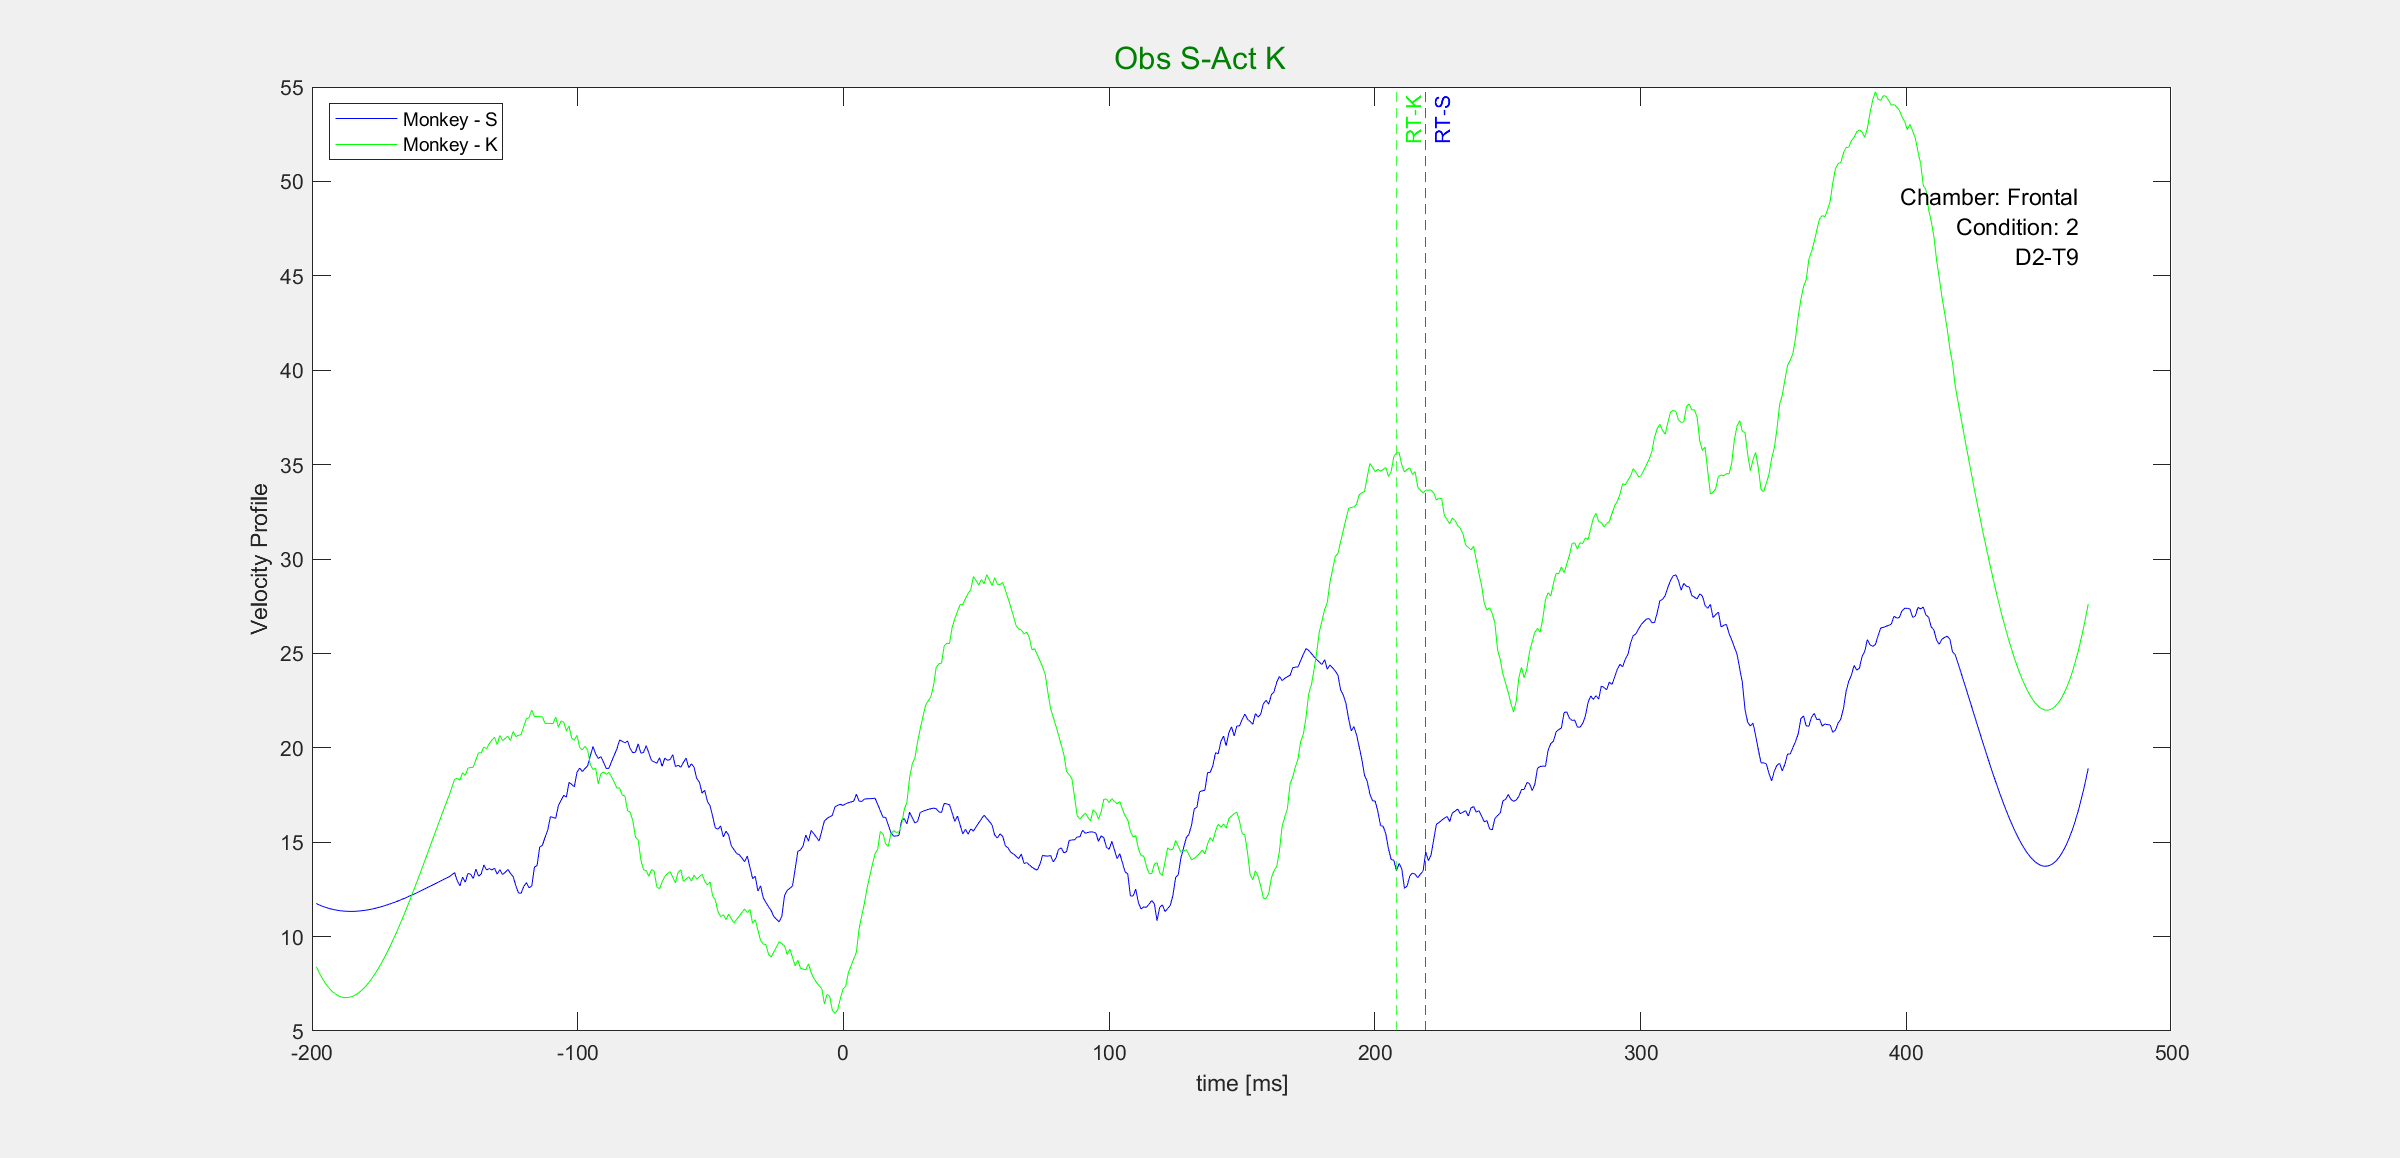 Obs S-Act K
55
50
45
40
35
30
25
20
15
10
5
Velocity Profile
Monkey - S
Monkey - K
RT-K
RT-S
Chamber: Frontal
Condition: 2
D2-T9
-200 -100 0 100 200 300 400 500
time [ms]